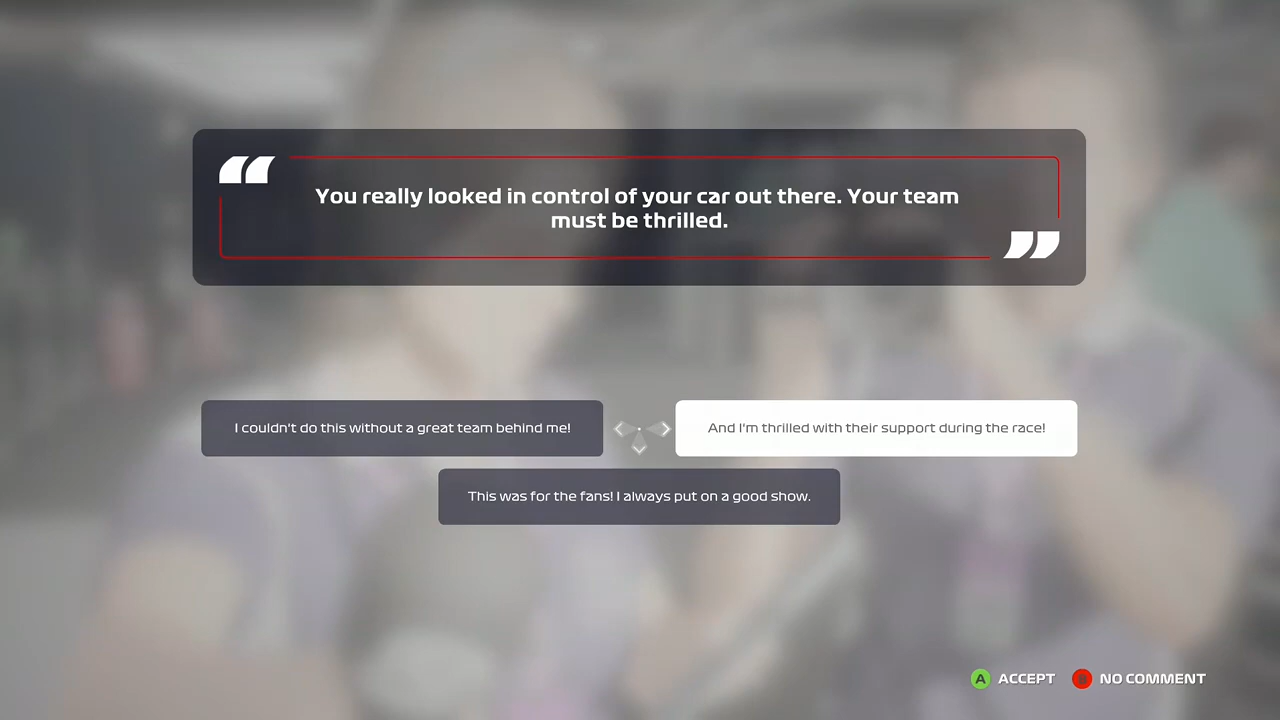 You really looked in control of your car out there. Your team
must be thrilled.
I couldn't do this without a great team behind me!
And I'm thrilled with their support during the race!
This was for the fans! I always put on a good show.
A ACCEPT B NO COMMENT